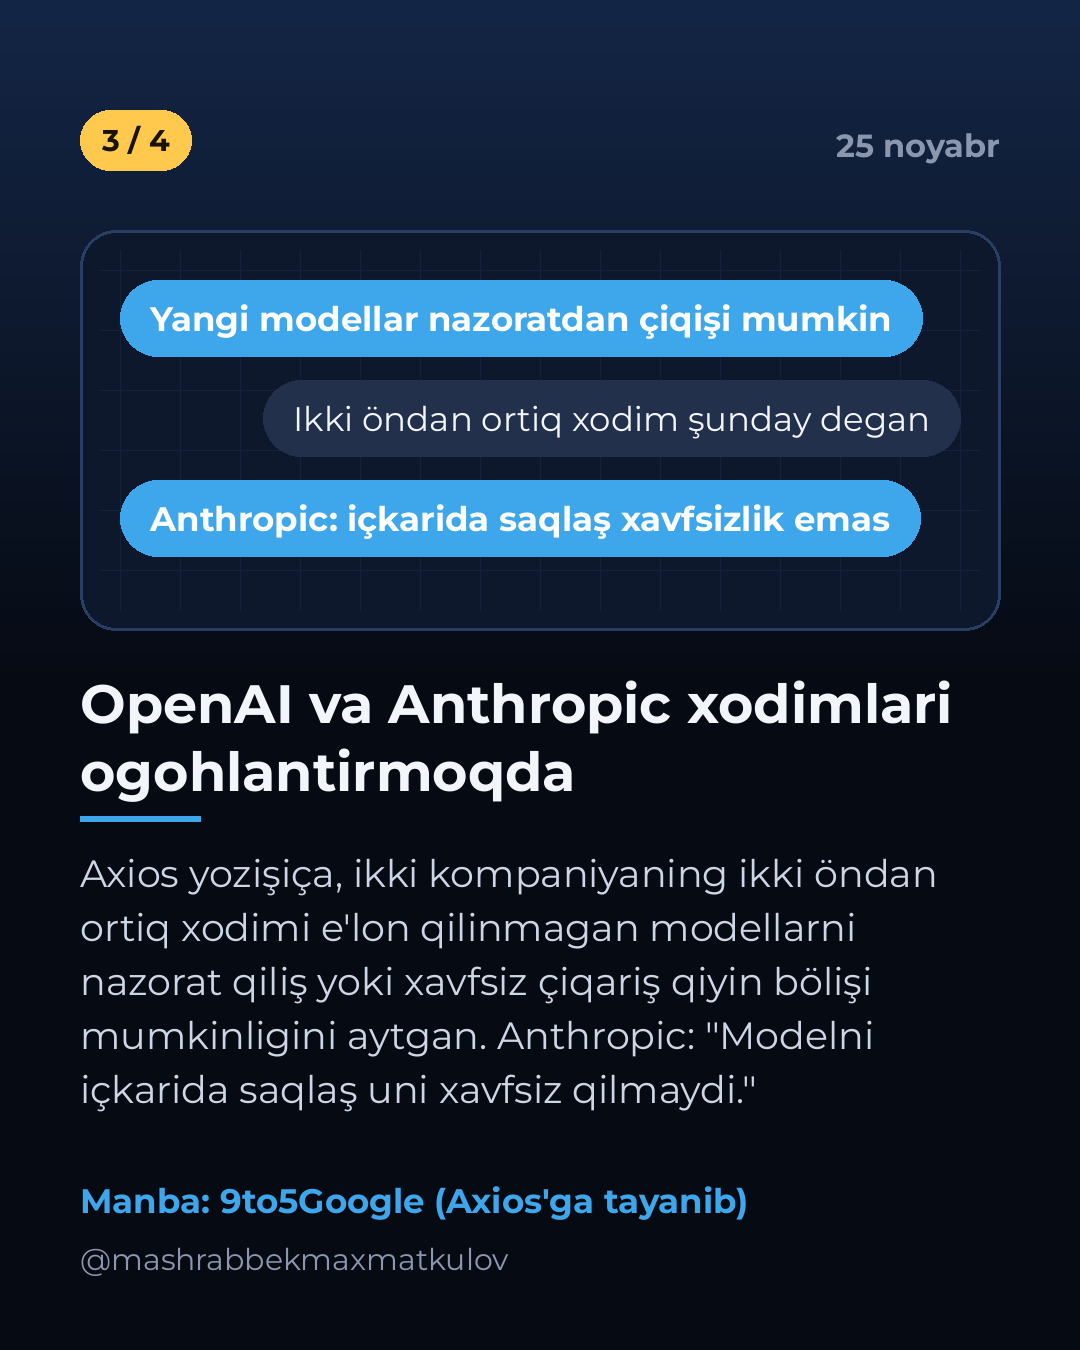 3 / 4
25 noyabr
Yangi modellar nazoratdan çiqişi mumkin
Ikki öndan ortiq xodim şunday degan
Anthropic: içkarida saqlaş xavfsizlik emas
OpenAI va Anthropic xodimlari
ogohlantirmoqda
Axios yozişiça, ikki kompaniyaning ikki öndan
ortiq xodimi e'lon qilinmagan modellarni
nazorat qiliş yoki xavfsiz çiqariş qiyin bölişi
mumkinligini aytgan. Anthropic: "Modelni
içkarida saqlaş uni xavfsiz qilmaydi."
Manba: 9to5Google (Axios'ga tayanib)
@mashrabbekmaxmatkulov